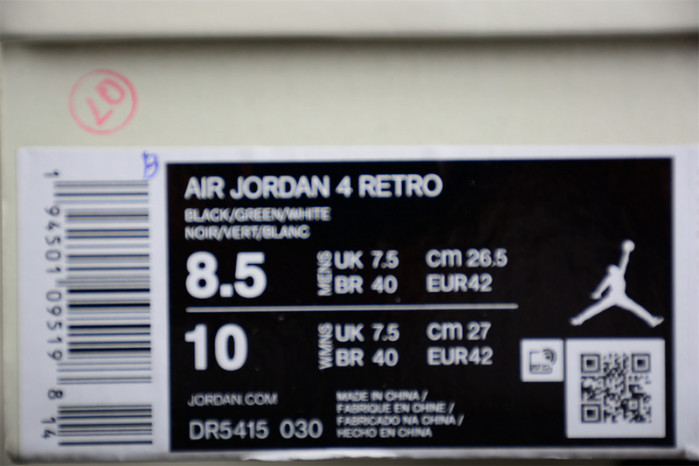 07
B
1 94501 09519 8 14
AIR JORDAN 4 RETRO
BLACK/GREEN/WHITE
NOIR/VERT/BLANC
8.5 MENS UK 7.5 CM 26.5
BR 40 EUR42
10 WMNS UK 7.5 CM 27
BR 40 EUR42
JORDAN.COM
DR5415 030
MADE IN CHINA /
FABRIQUE EN CHINE /
FABRICADO NA CHINA /
HECHO EN CHINA